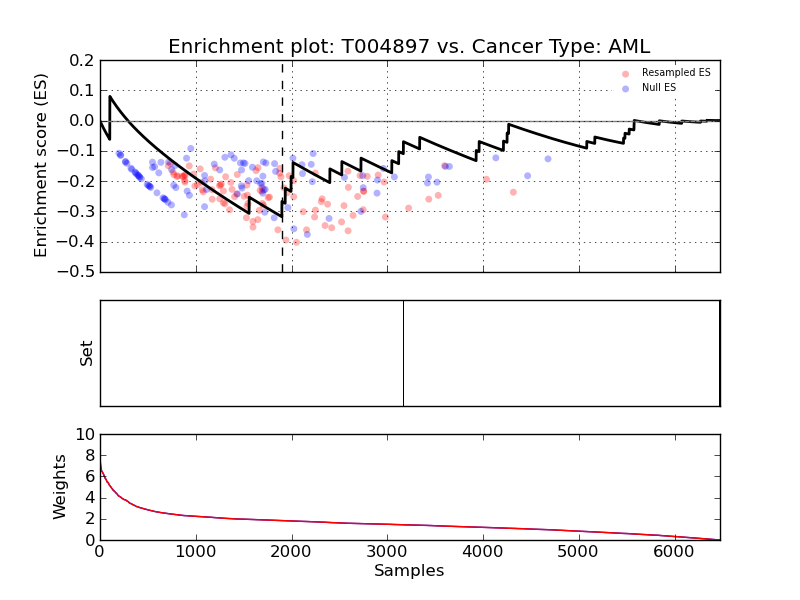 Enrichment plot: T004897 vs. Cancer Type: AML
Enrichment score (ES)
0.2
0.1
0.0
−0.1
−0.2
−0.3
−0.4
−0.5
Resampled ES
Null ES
Set
Weights
10
8
6
4
2
0
0 1000 2000 3000 4000 5000 6000
Samples